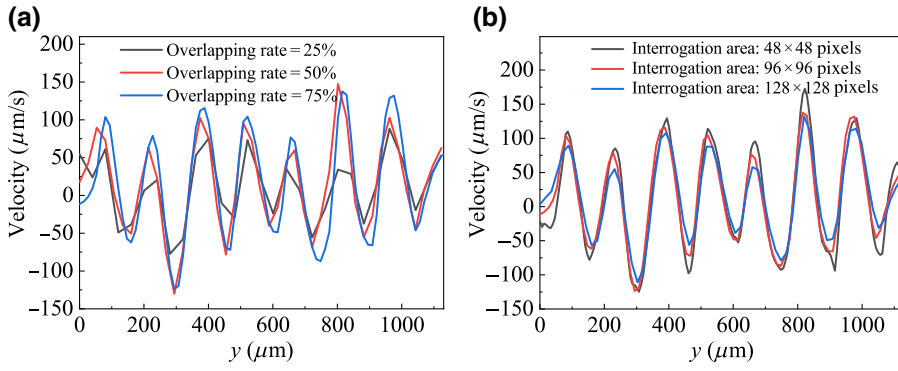 (a)
Overlapping rate = 25%
Overlapping rate = 50%
Overlapping rate = 75%
200
150
100
50
0
−50
−100
−150
Velocity (μm/s)
0 200 400 600 800 1000
y (μm)
(b)
Interrogation area: 48 × 48 pixels
Interrogation area: 96 × 96 pixels
Interrogation area: 128 × 128 pixels
200
150
100
50
0
−50
−100
−150
Velocity (μm/s)
0 200 400 600 800 1000
y (μm)